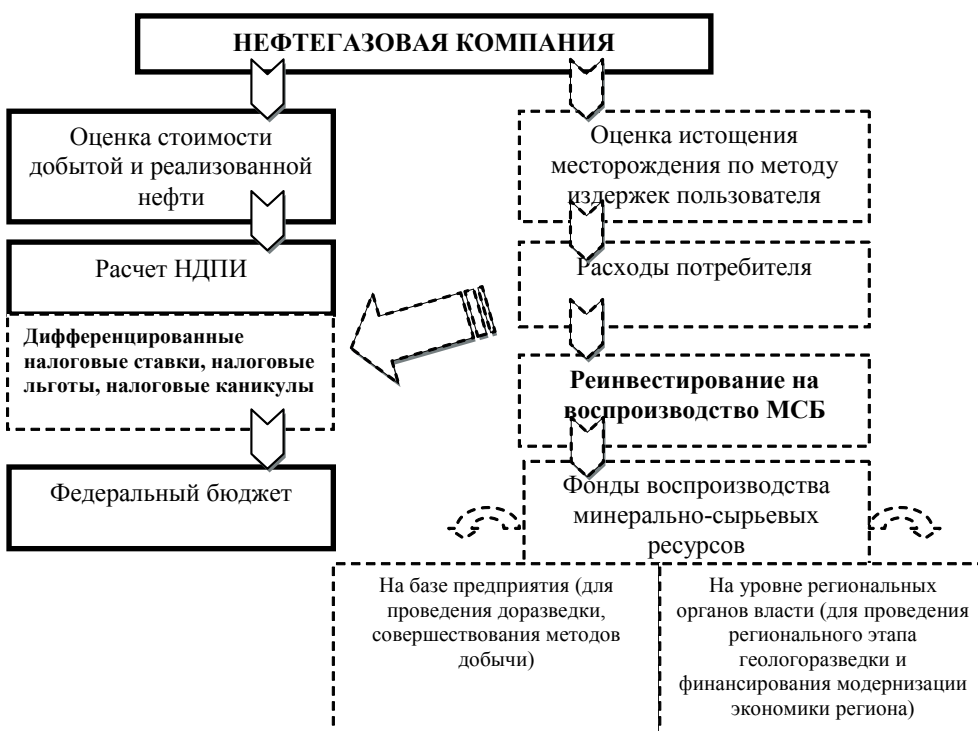 НЕФТЕГАЗОВАЯ КОМПАНИЯ
Оценка стоимости
добытой и реализованной
нефти
Расчет НДПИ
Дифференцированные
налоговые ставки, налоговые
льготы, налоговые каникулы
Федеральный бюджет
Оценка истощения
месторождения по методу
издержек пользователя
Расходы потребителя
Реинвестирование на
воспроизводство МСБ
Фонды воспроизводства
минерально-сырьевых
ресурсов
На базе предприятия (для
проведения доразведки,
совершествования методов
добычи)
На уровне региональных
органов власти (для проведения
регионального этапа
геологоразведки и
финансирования модернизации
экономики региона)